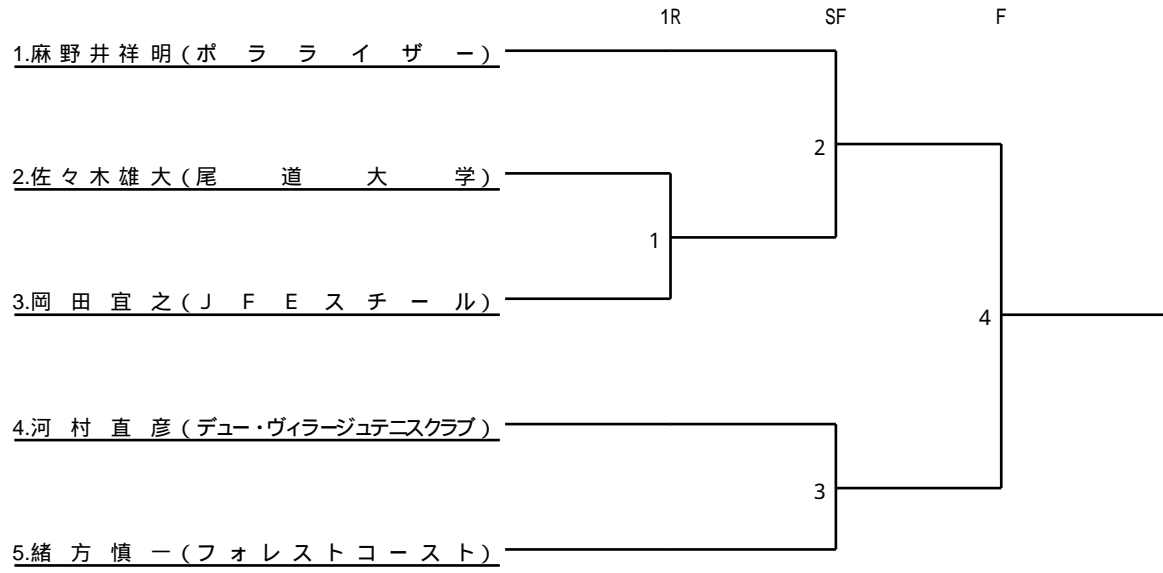 1R SF F
1.麻野井祥明(ポラライザー)
2
2.佐々木雄大(尾道大学)
1
3.岡田宜之(JFEスチール)
4
4.河村直彦(デュー・ヴィラージュテニスクラブ)
3
5.緒方慎一(フォレストコースト)